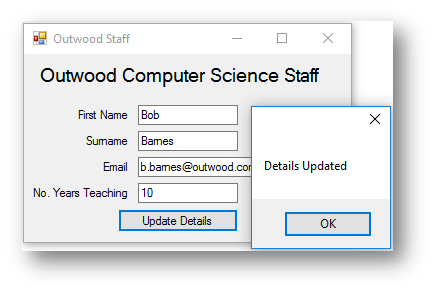 Outwood Staff
Outwood Computer Science Staff
First Name Bob
Surname Barnes
Email b.barnes@outwood.con
No. Years Teaching 10
Update Details
Details Updated
OK